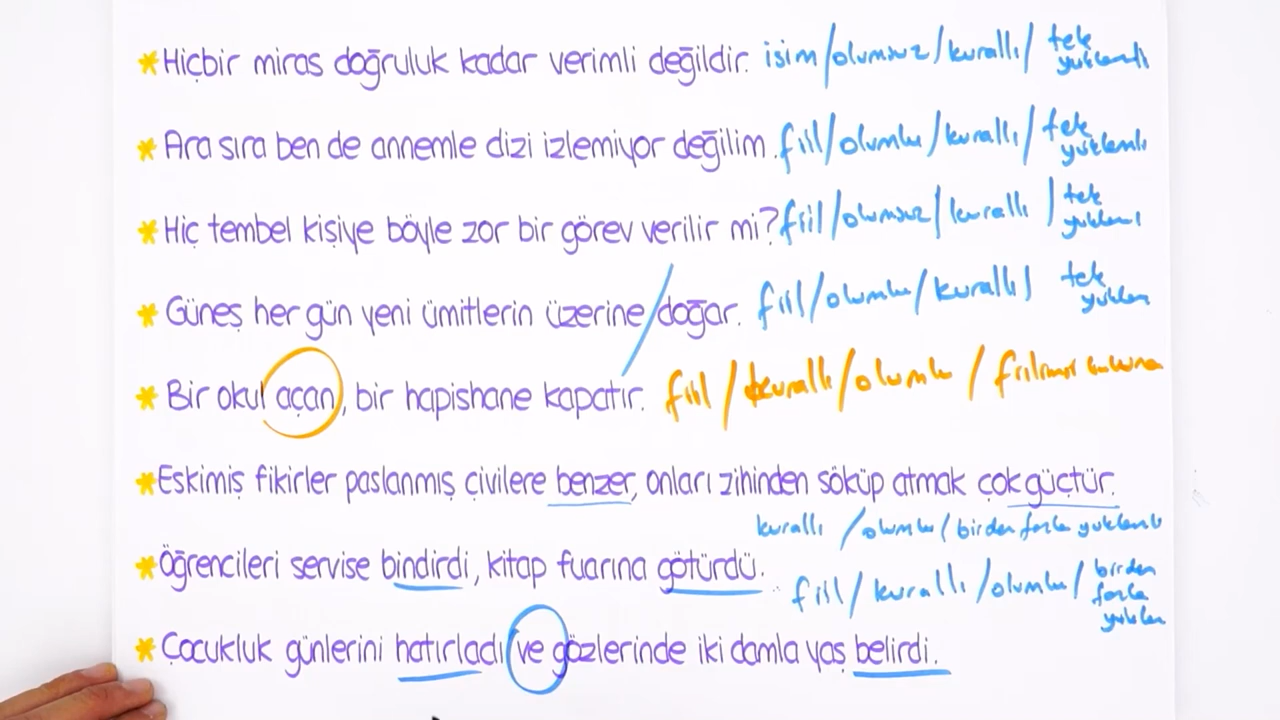 *Hiçbir miras doğruluk kadar verimli değildir. isim/olumsuz/kurallı/ tek yüklemli
*Ara sıra ben de annemle dizi izlemiyor değilim. fiil/olumlu/kurallı/ tek yüklemli
*Hiç tembel kişiye böyle zor bir görev verilir mi? fiil/olumsuz/kurallı / tek
*Güneş her gün yeni ümitlerin üzerine/doğar. fiil/olumlu/kurallı/ tek yüklem
*Bir okul açan, bir hapishane kapatır. fiil/kurallı/olumlu/
*Eskimiş fikirler paslanmış çivilere benzer, onları zihinden söküp atmak çok güçtür.
kurallı /olumlu/birden fazla yüklemli
*Öğrencileri servise bindirdi, kitap fuarına götürdü. fiil/kurallı/olumlu/ birden fazla yüklem
*Çocukluk günlerini hatırladı ve gözlerinde iki damla yaş belirdi.